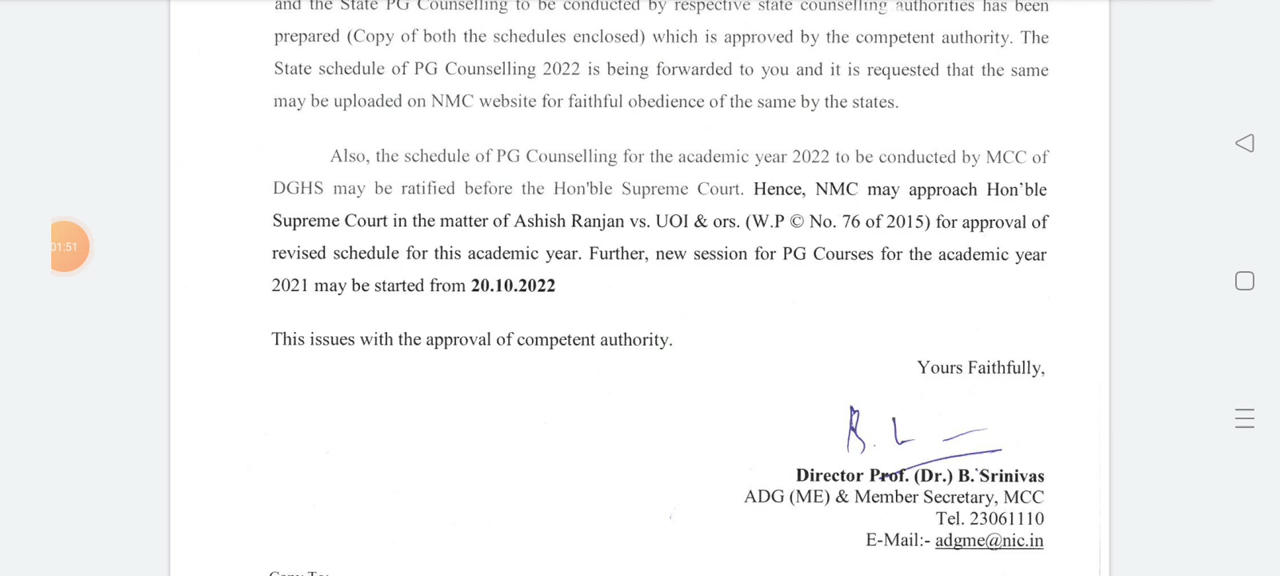 and the State PG Counselling to be conducted by respective state counselling authorities has been
prepared (Copy of both the schedules enclosed) which is approved by the competent authority. The
State schedule of PG Counselling 2022 is being forwarded to you and it is requested that the same
may be uploaded on NMC website for faithful obedience of the same by the states.
Also, the schedule of PG Counselling for the academic year 2022 to be conducted by MCC of
DGHS may be ratified before the Hon'ble Supreme Court. Hence, NMC may approach Hon'ble
01:51
Supreme Court in the matter of Ashish Ranjan vs. UOI & ors. (W.P © No. 76 of 2015) for approval of
revised schedule for this academic year. Further, new session for PG Courses for the academic year
2021 may be started from 20.10.2022
This issues with the approval of competent authority.
Yours Faithfully,
Director Prof. (Dr.) B. Srinivas
ADG (ME) & Member Secretary, MCC
Tel. 23061110
E-Mail:- adgme@nic.in